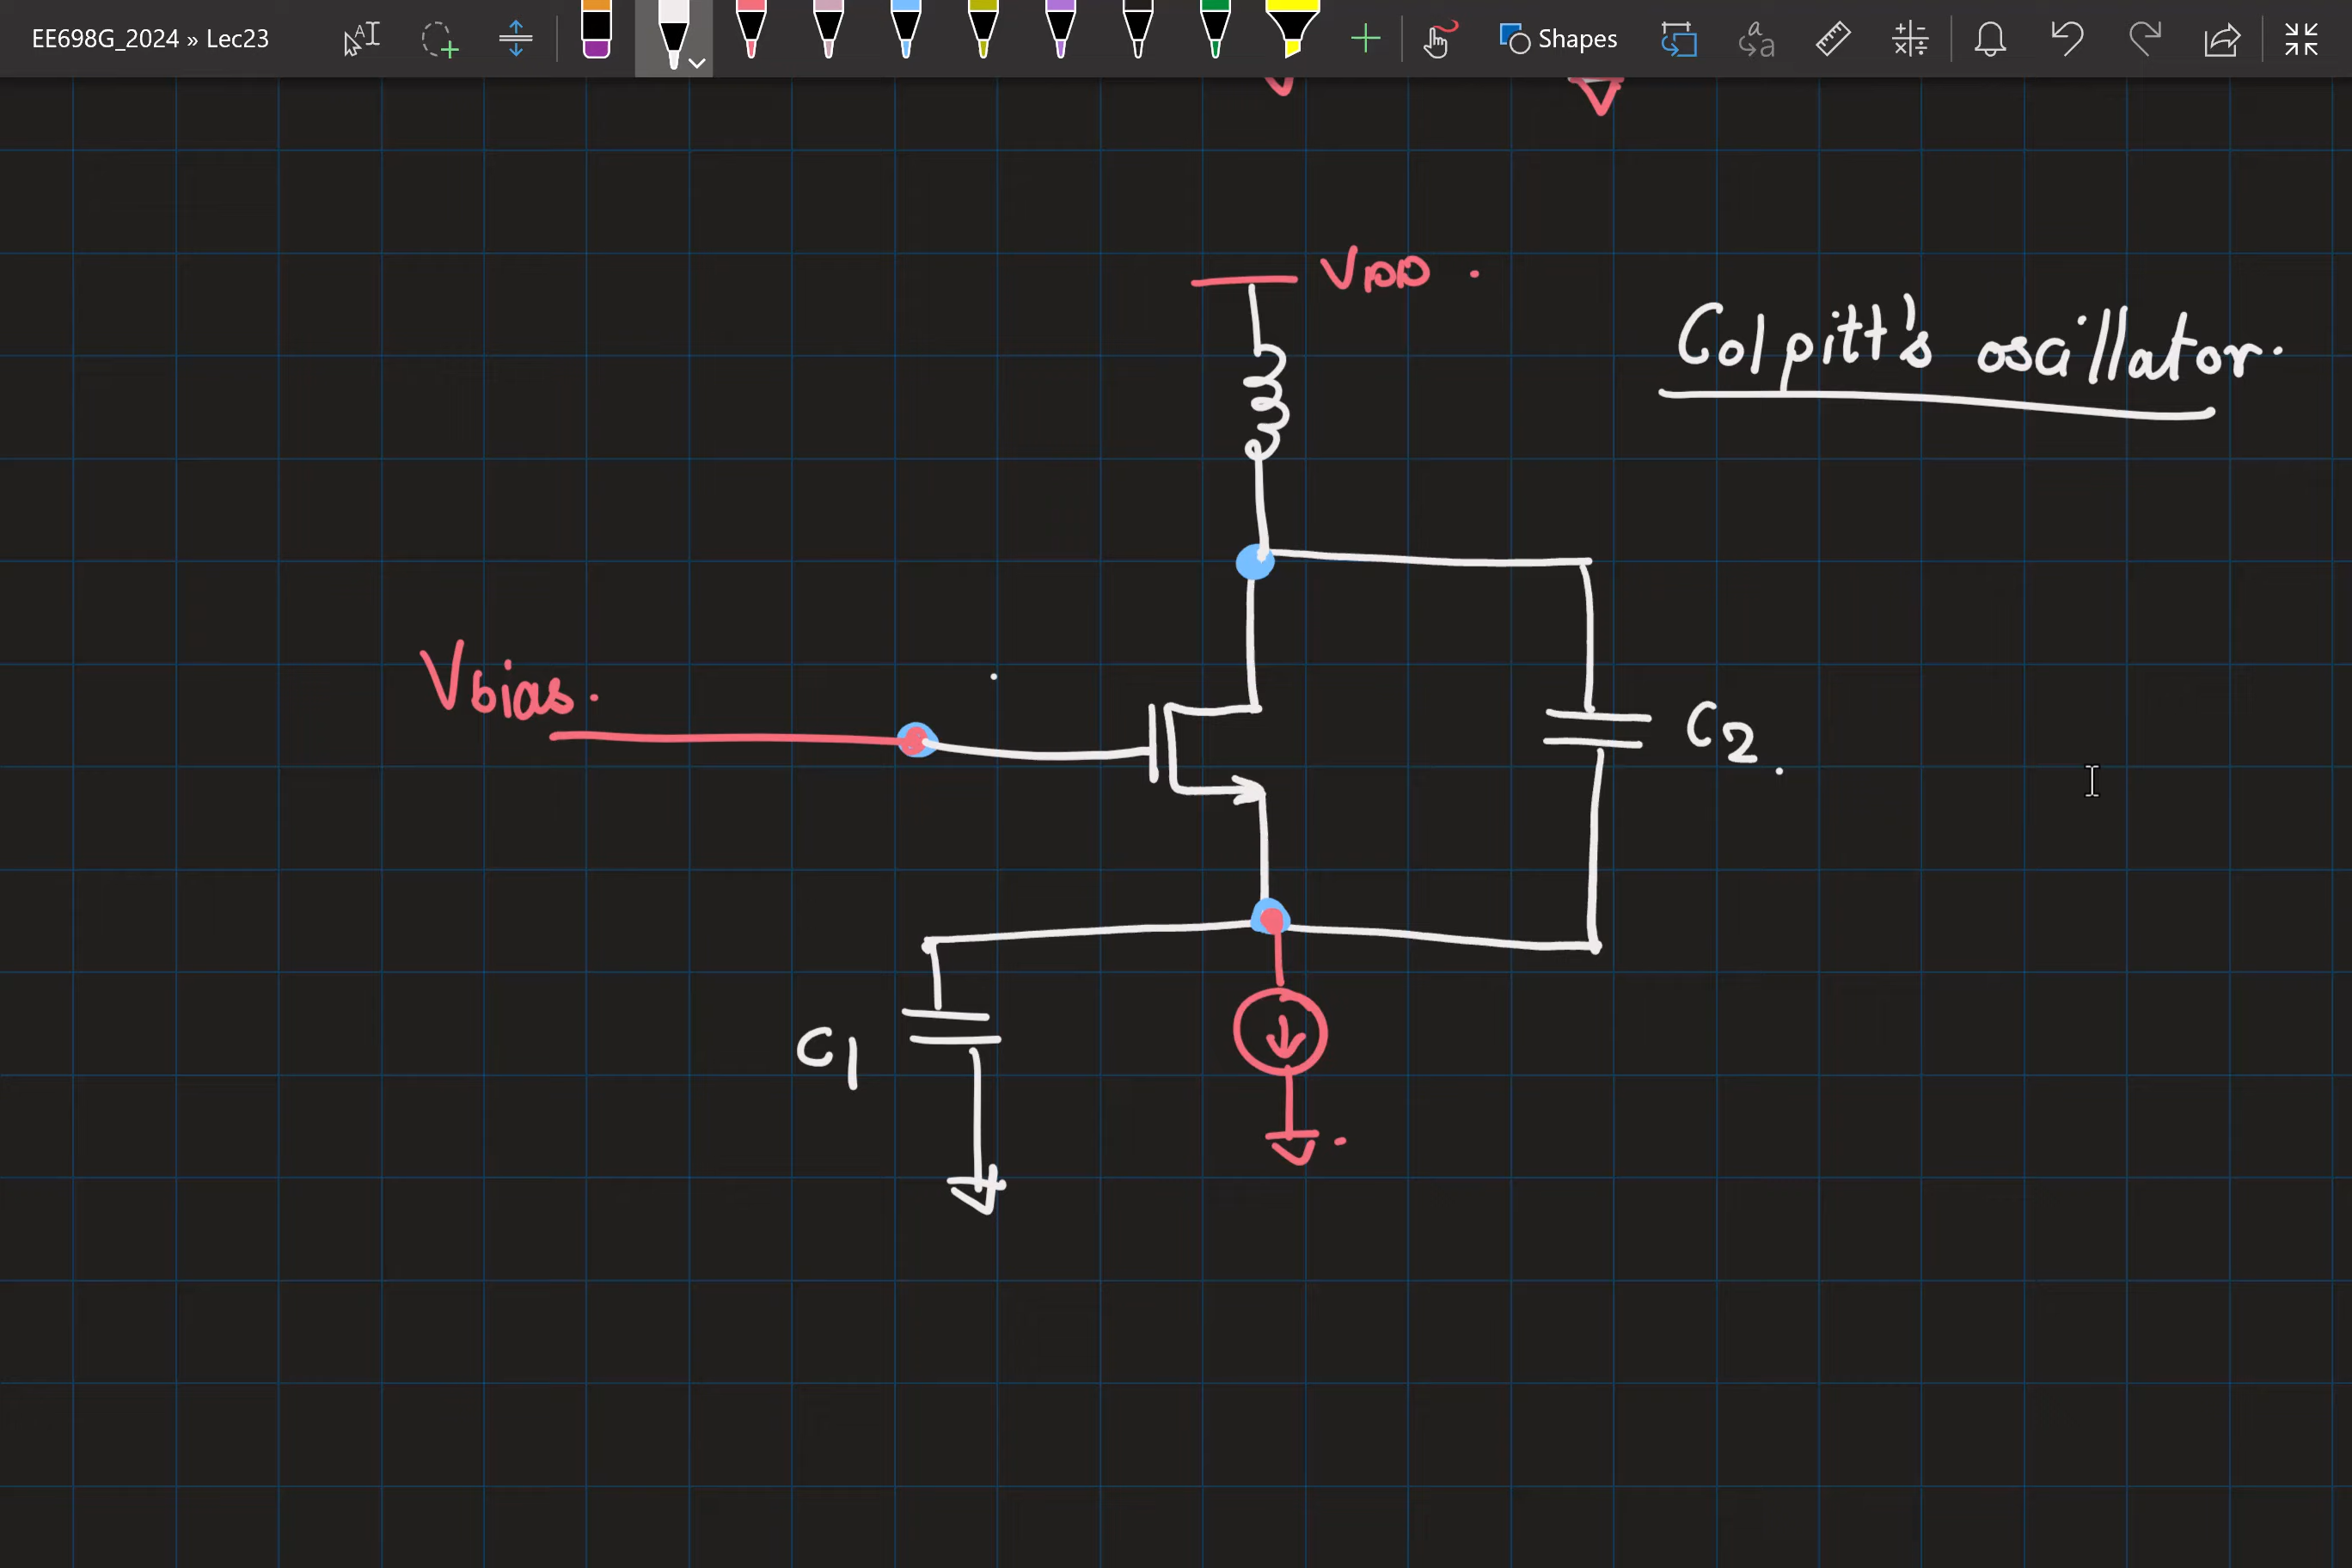 EE698G_2024 » Lec23
Shapes
VDD.
Colpitt's oscillator.
Vbias.
C2.
C1